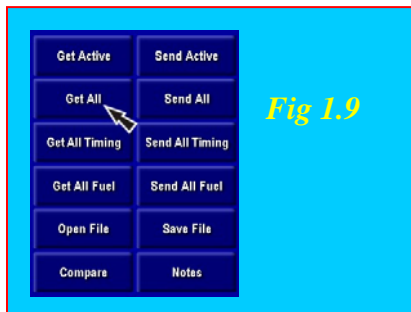 Get Active Send Active
Get All Send All
Fig 1.9
Get All Timing Send All Timing
Get All Fuel Send All Fuel
Open File Save File
Compare Notes